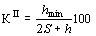 К^II = h_min / (2S' + h) 100